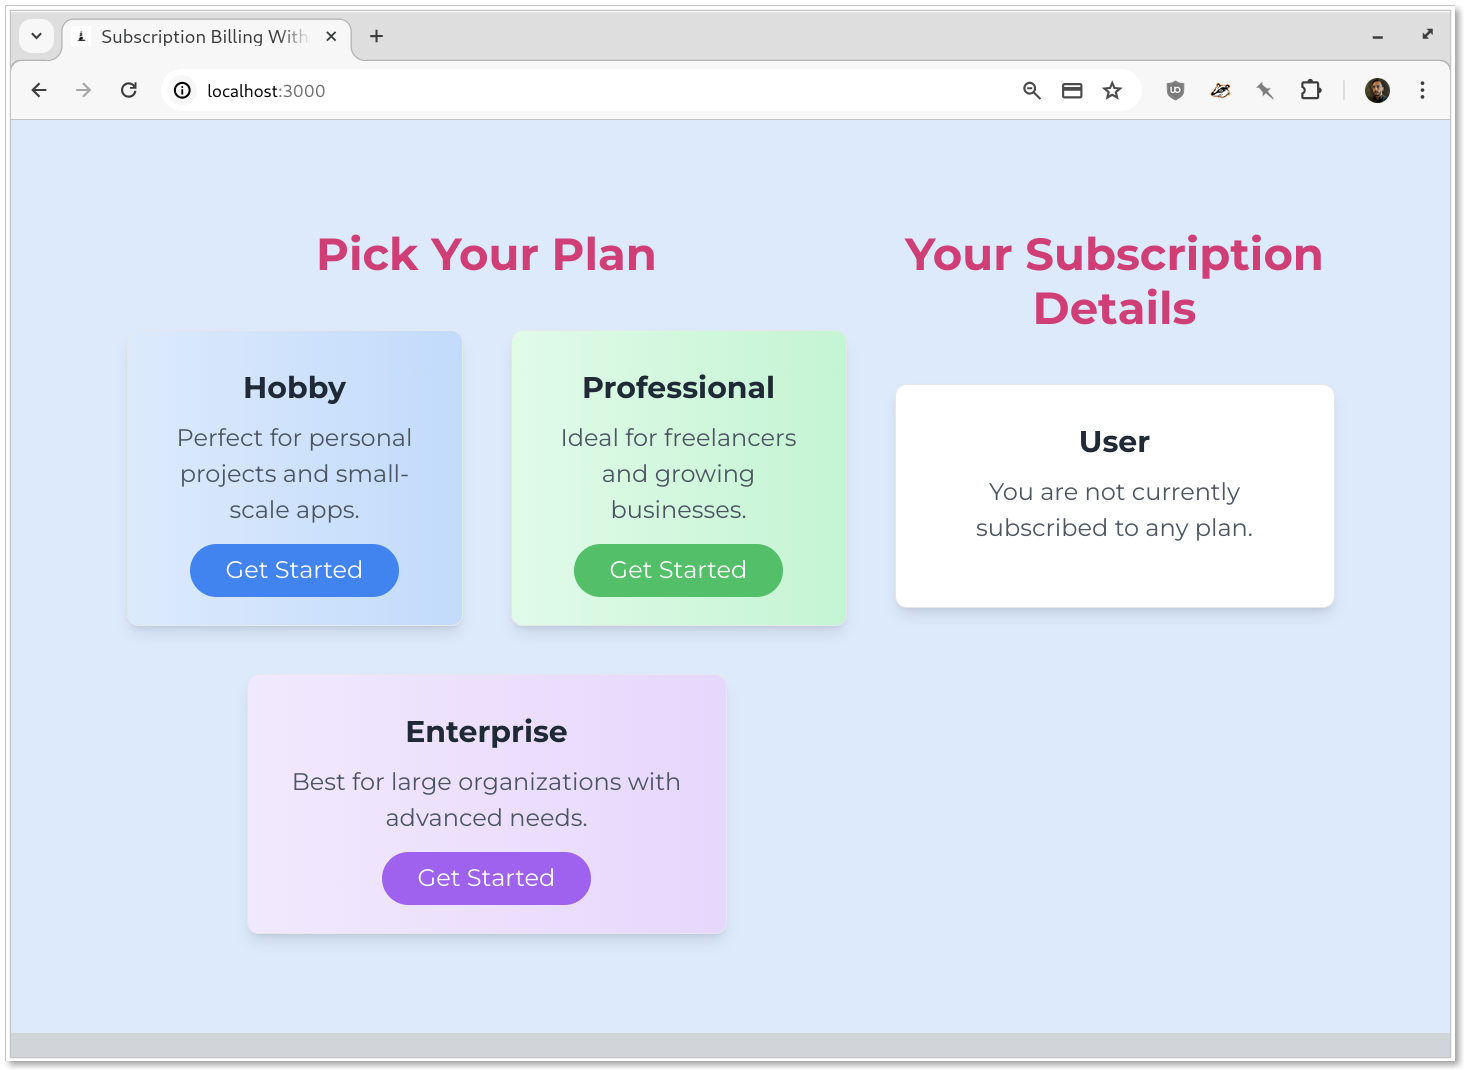 Subscription Billing With
localhost:3000
Pick Your Plan
Hobby
Perfect for personal
projects and small-
scale apps.
Get Started
Professional
Ideal for freelancers
and growing
businesses.
Get Started
Enterprise
Best for large organizations with
advanced needs.
Get Started
Your Subscription
Details
User
You are not currently
subscribed to any plan.